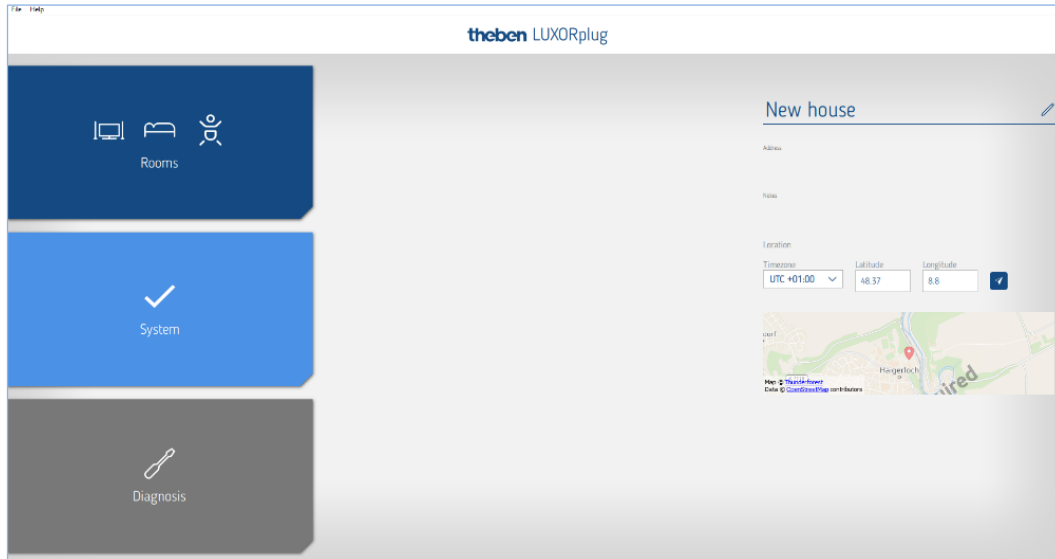 File Help
theben LUXORplug
Rooms
System
Diagnosis
New house
Address
Notes
Location
Timezone Latitude Longitude
UTC +01:00 48.37 8.8
Haigerloch
Map © Thunderforest
Data © OpenStreetMap contributors